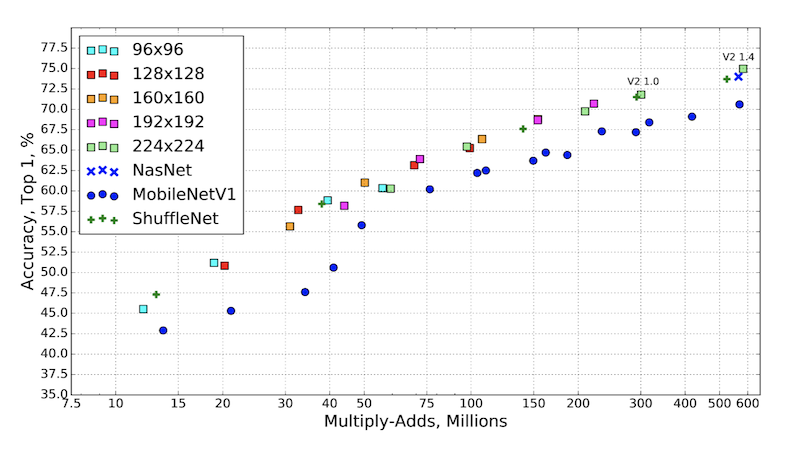 77.5
75.0
72.5
70.0
67.5
65.0
62.5
60.0
57.5
55.0
52.5
50.0
47.5
45.0
42.5
40.0
37.5
35.0
Accuracy, Top 1, %
96x96
128x128
160x160
192x192
224x224
NasNet
MobileNetV1
ShuffleNet
V2 1.0
V2 1.4
7.5 10 15 20 30 40 50 75 100 150 200 300 400 500 600
Multiply-Adds, Millions